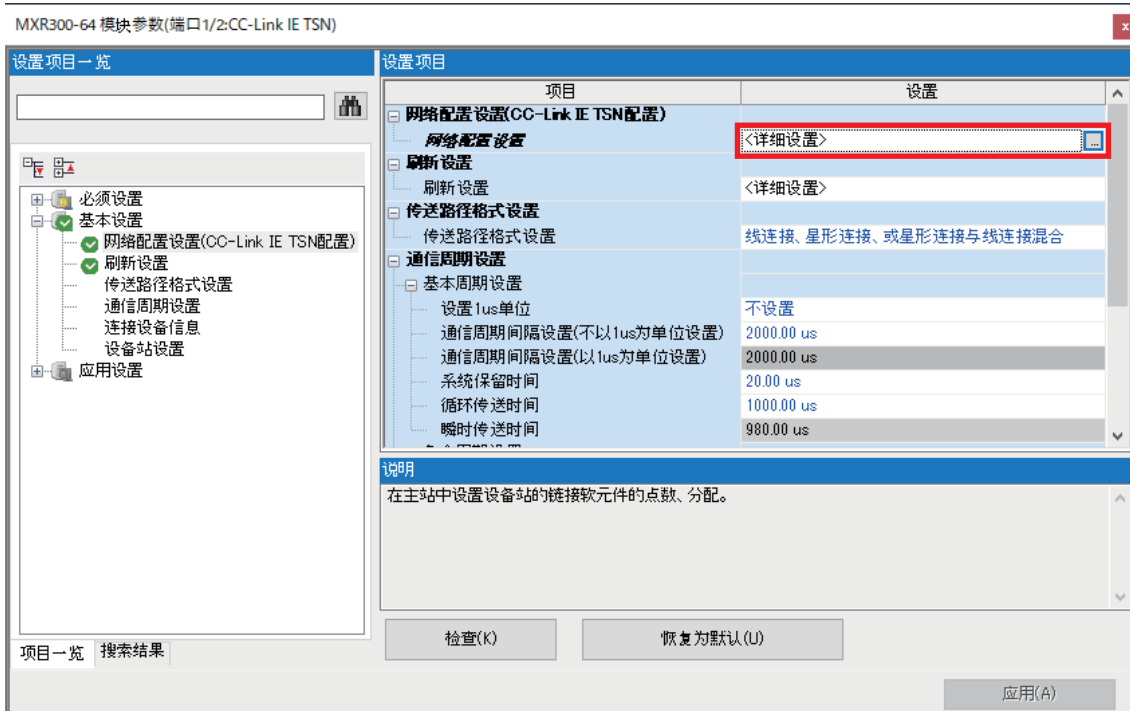 MXR300-64 模块参数(端口1/2:CC-Link IE TSN)
x
设置项目一览
必须设置
基本设置
网络配置设置(CC-Link IE TSN配置)
刷新设置
传送路径格式设置
通信周期设置
连接设备信息
设备站设置
应用设置
项目一览 搜索结果
设置项目
项目 设置
网络配置设置(CC-Link IE TSN配置)
网络配置设置 <详细设置> ...
刷新设置
刷新设置 <详细设置>
传送路径格式设置
传送路径格式设置 线连接、星形连接、或星形连接与线连接混合
通信周期设置
基本周期设置
设置1us单位 不设置
通信周期间隔设置(不以1us为单位设置) 2000.00 us
通信周期间隔设置(以1us为单位设置) 2000.00 us
系统保留时间 20.00 us
循环传送时间 1000.00 us
瞬时传送时间 980.00 us
说明
在主站中设置设备站的链接软元件的点数、分配。
检查(K) 恢复为默认(U)
应用(A)